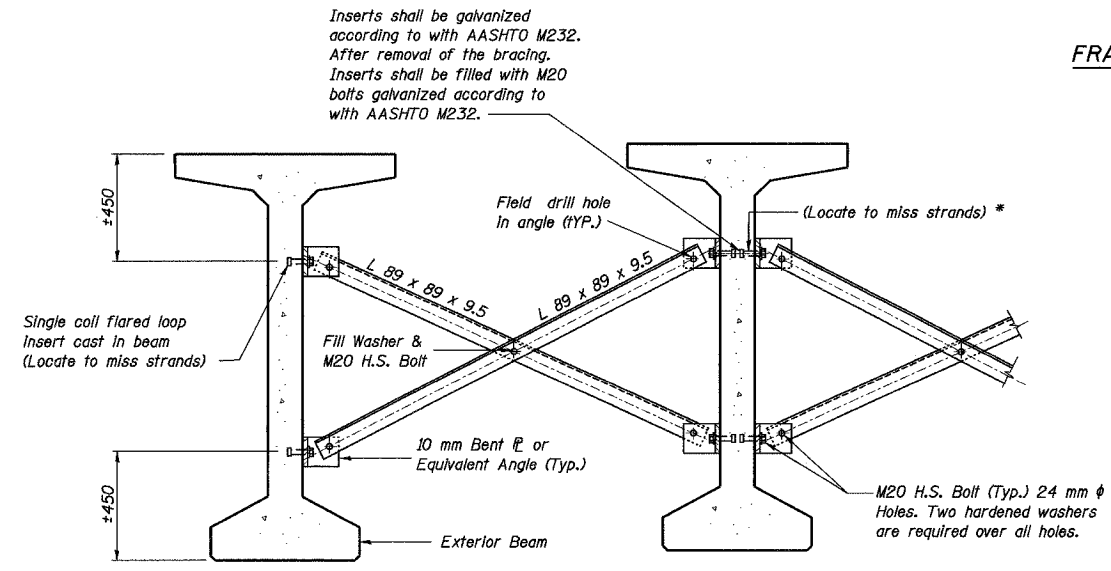 Inserts shall be galvanized
according to with AASHTO M232.
After removal of the bracing.
Inserts shall be filled with M20
bolts galvanized according to
with AASHTO M232.
FRA
±450
Field drill hole
in angle (tYP.)
(Locate to miss strands) *
L 89 x 89 x 9.5
L 89 x 89 x 9.5
Single coil flared loop
insert cast in beam
(Locate to miss strands)
Fill Washer &
M20 H.S. Bolt
10 mm Bent ⅊ or
Equivalent Angle (Typ.)
±450
M20 H.S. Bolt (Typ.) 24 mm ϕ
Holes. Two hardened washers
are required over all holes.
Exterior Beam